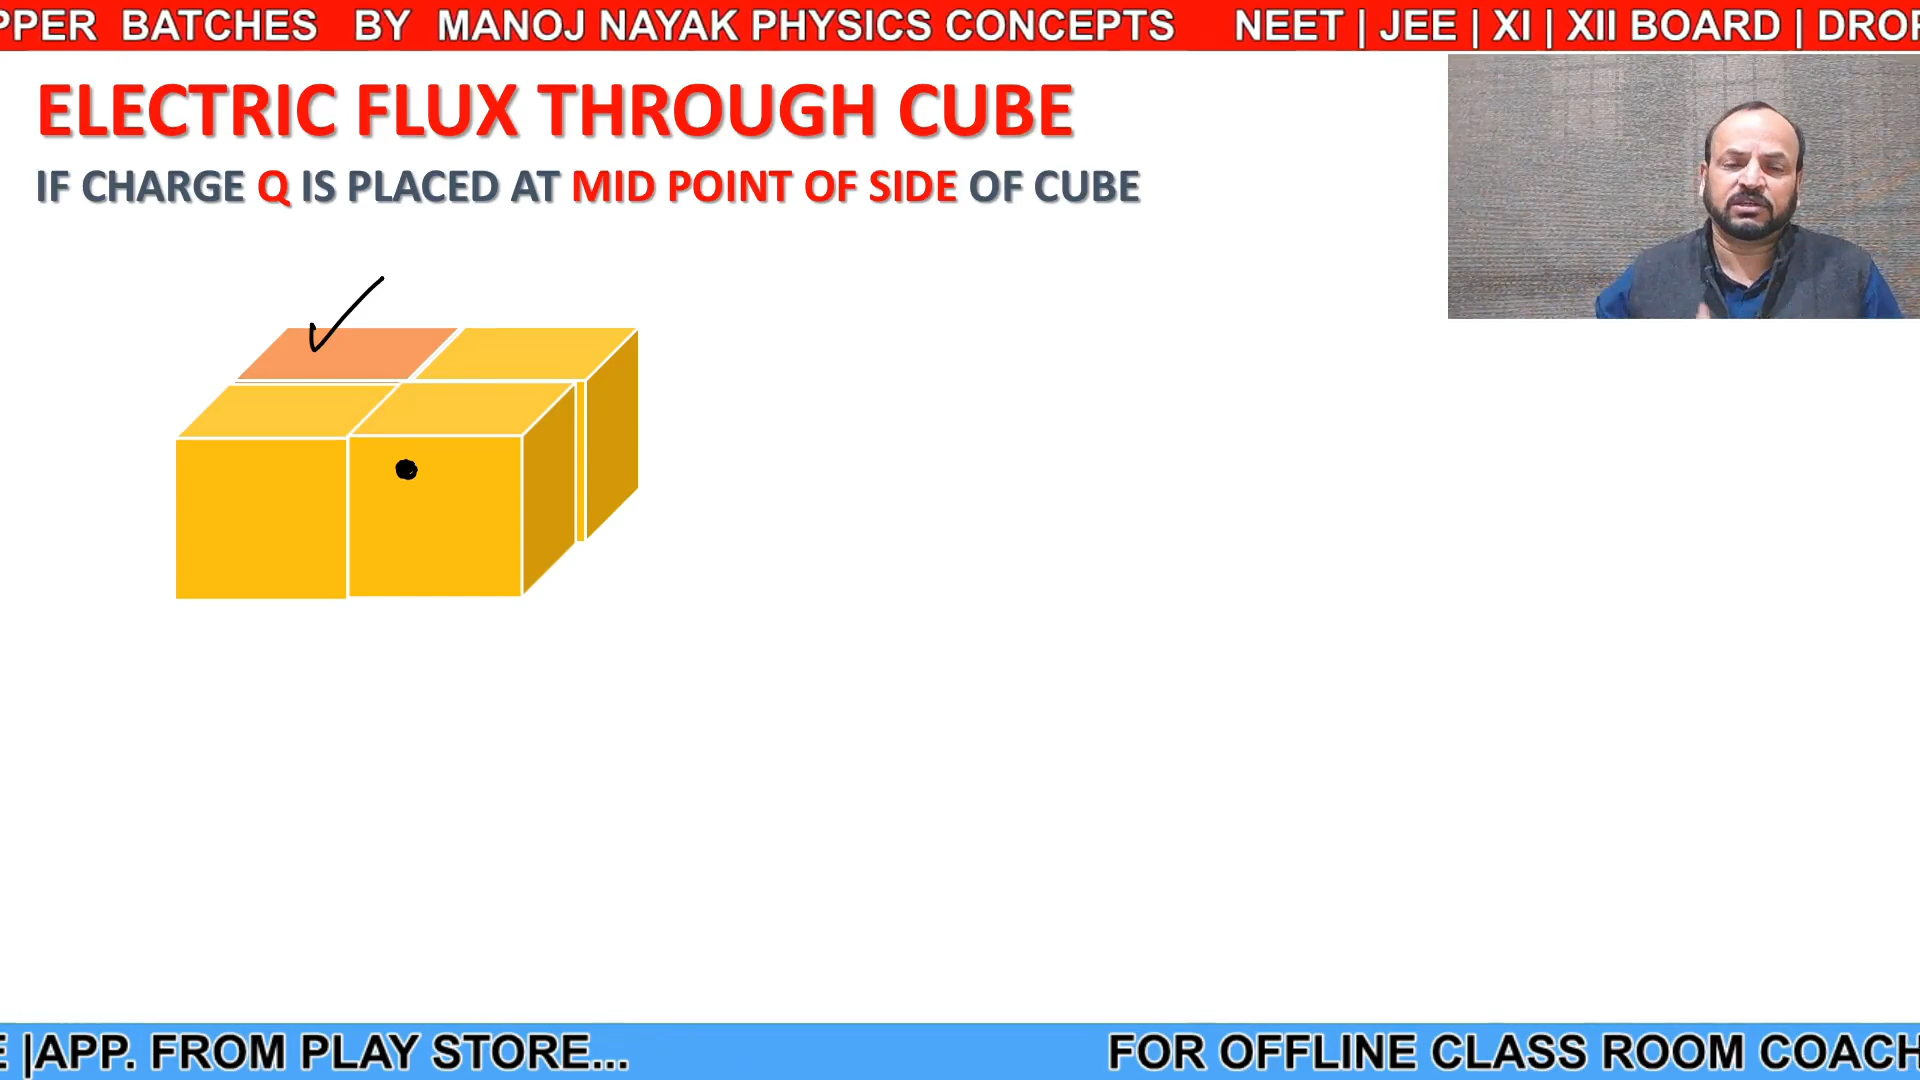 PPER BATCHES BY MANOJ NAYAK PHYSICS CONCEPTS NEET | JEE | XI | XII BOARD | DROP
ELECTRIC FLUX THROUGH CUBE
IF CHARGE Q IS PLACED AT MID POINT OF SIDE OF CUBE
E |APP. FROM PLAY STORE... FOR OFFLINE CLASS ROOM COACH